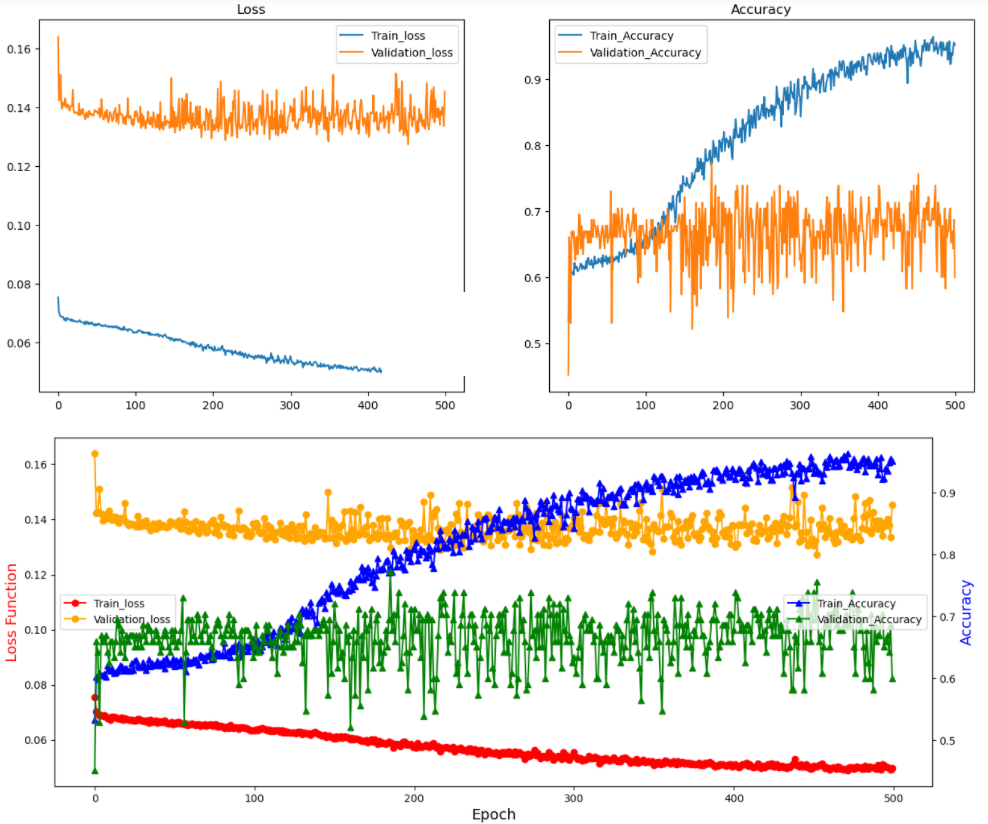 Loss
Accuracy
0.16
0.14
0.12
0.10
0.08
0.06
Train_loss
Validation_loss
0 100 200 300 400 500
0.9
0.8
0.7
0.6
0.5
Train_Accuracy
Validation_Accuracy
0 100 200 300 400 500
Loss Function
0.16
0.14
0.12
0.10
0.08
0.06
Train_loss
Validation_loss
Train_Accuracy
Validation_Accuracy
0.9
0.8
0.7
0.6
0.5
Accuracy
0 100 200 300 400 500
Epoch